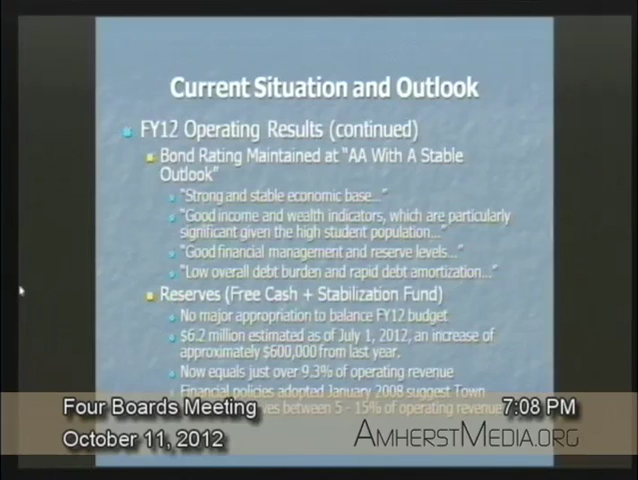 Current Situation and Outlook
FY12 Operating Results (continued)
Bond Rating Maintained at "AA With A Stable
Outlook"
"Strong and stable economic base..."
"Good income and wealth indicators, which are particularly
significant given the high student population..."
"Good financial management and reserve levels..."
"Low overall debt burden and rapid debt amortization..."
Reserves (Free Cash + Stabilization Fund)
No major appropriation to balance FY12 budget
$6.2 million estimated as of July 1, 2012, an increase of
approximately $600,000 from last year.
Now equals just over 9.3% of operating revenue
Financial policies adopted January 2008 suggest Town
between 5 - 15% of operating revenue
Four Boards Meeting
7:08 PM
October 11, 2012
AMHERSTMEDIA.ORG